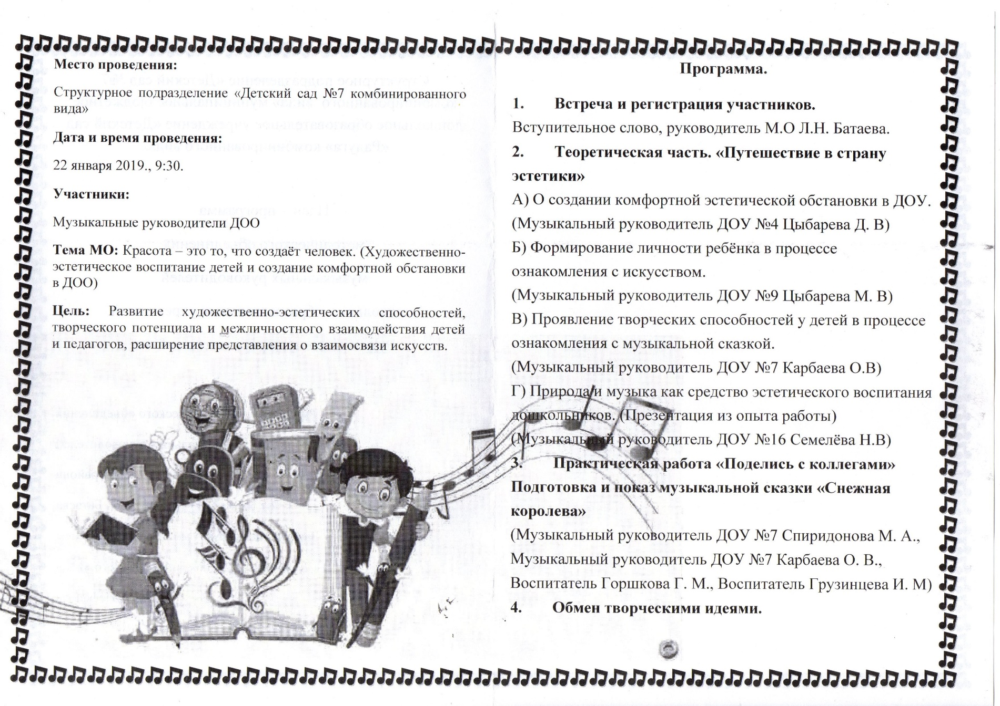 Место проведения:
Структурное подразделение «Детский сад №7 комбинированного
вида»
Дата и время проведения:
22 января 2019., 9:30.
Участники:
Музыкальные руководители ДОО
Тема МО: Красота – это то, что создаёт человек. (Художественно-
эстетическое воспитание детей и создание комфортной обстановки
в ДОО)
Цель: Развитие художественно-эстетических способностей,
творческого потенциала и межличностного взаимодействия детей
и педагогов, расширение представления о взаимосвязи искусств.
Программа.
1. Встреча и регистрация участников.
Вступительное слово, руководитель М.О Л.Н. Батаева.
2. Теоретическая часть. «Путешествие в страну
эстетики»
А) О создании комфортной эстетической обстановки в ДОУ.
(Музыкальный руководитель ДОУ №4 Цыбарева Д. В)
Б) Формирование личности ребёнка в процессе
ознакомления с искусством.
(Музыкальный руководитель ДОУ №9 Цыбарева М. В)
В) Проявление творческих способностей у детей в процессе
ознакомления с музыкальной сказкой.
(Музыкальный руководитель ДОУ №7 Карбаева О.В)
Г) Природа и музыка как средство эстетического воспитания
дошкольников. (Презентация из опыта работы)
(Музыкальный руководитель ДОУ №16 Семелёва Н.В)
3. Практическая работа «Поделись с коллегами»
Подготовка и показ музыкальной сказки «Снежная
королева»
(Музыкальный руководитель ДОУ №7 Спиридонова М. А.,
Музыкальный руководитель ДОУ №7 Карбаева О. В.,
Воспитатель Горшкова Г. М., Воспитатель Грузинцева И. М)
4. Обмен творческими идеями.